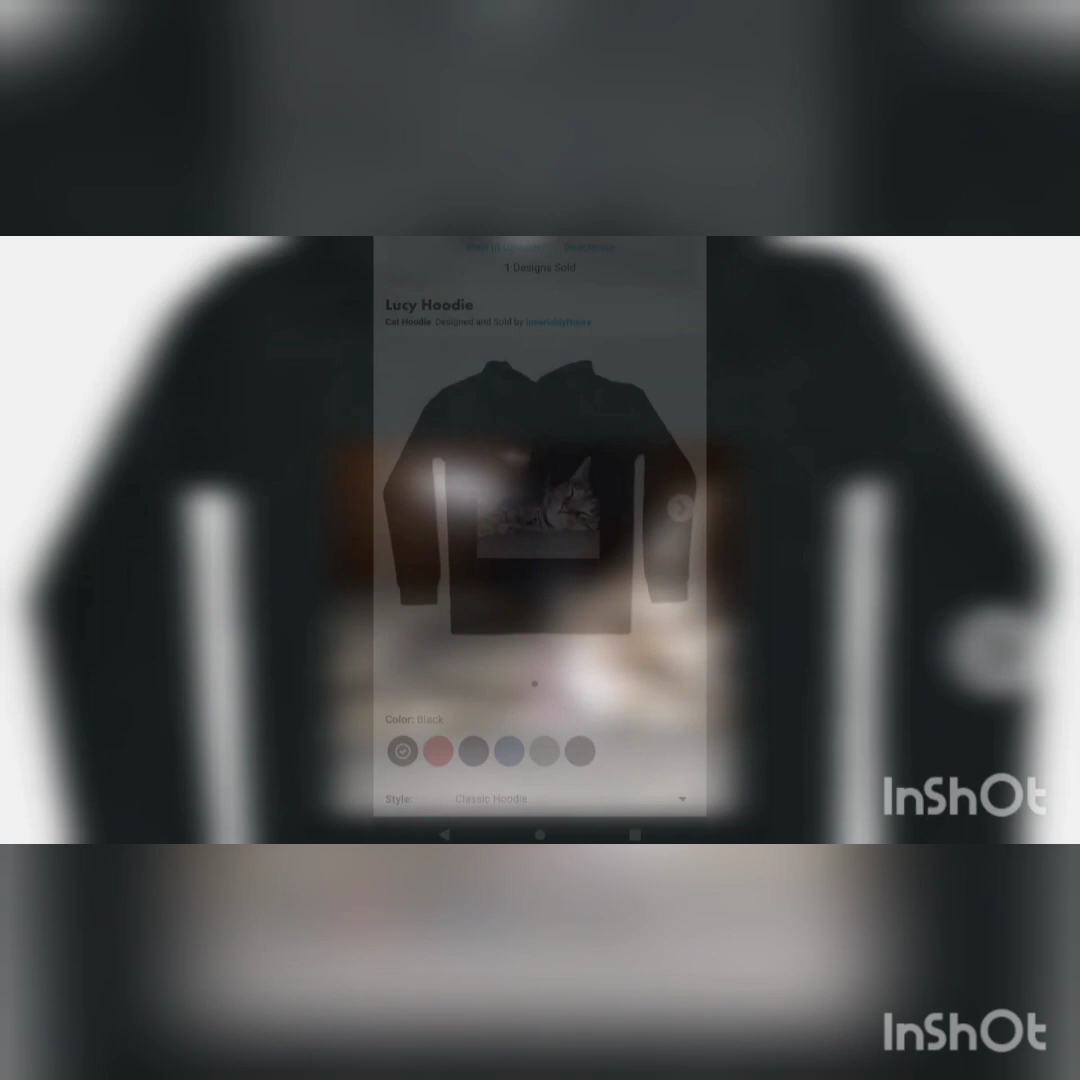 1 Designs Sold
Lucy Hoodie
Cat Hoodie Designed and Sold by
Color: Black
Style: Classic Hoodie
InShOt
InShOt